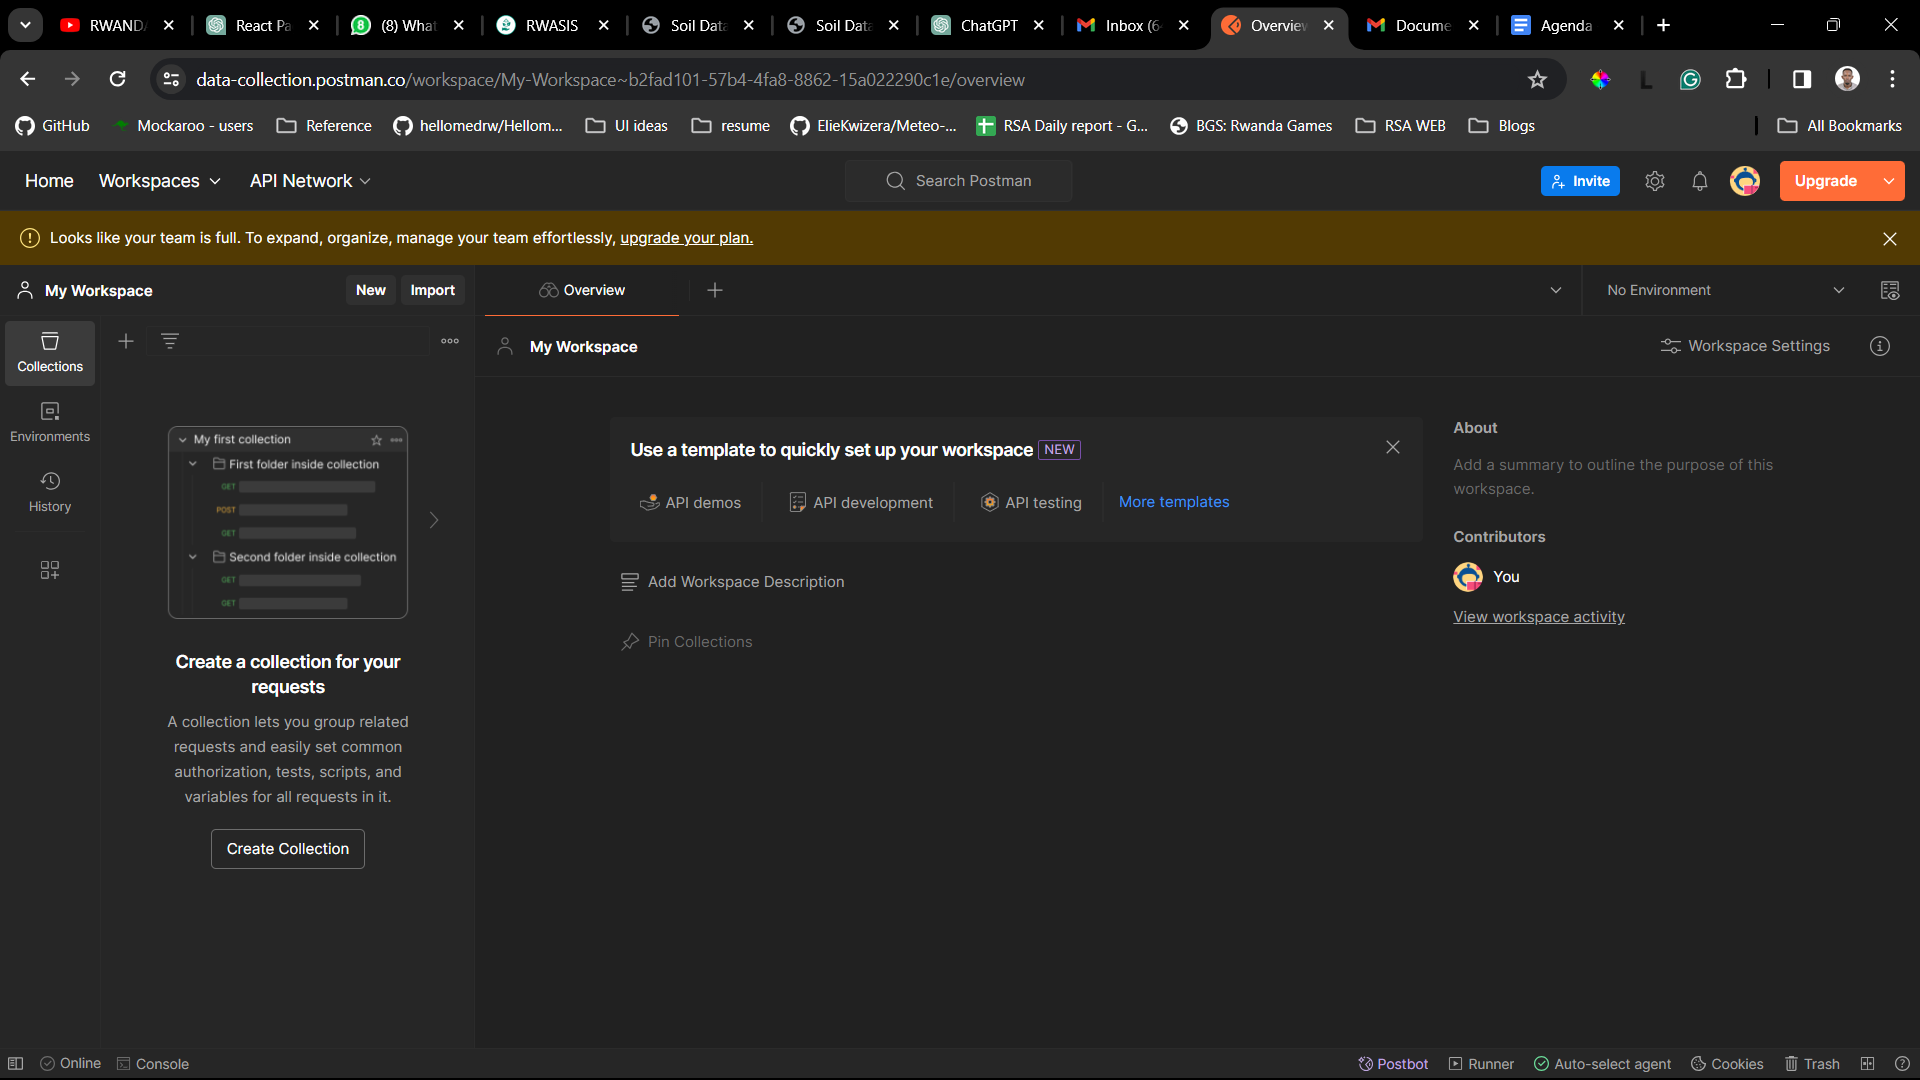 RWAND
React Pa
(8) What
RWASIS
Soil Data
Soil Data
ChatGPT
Inbox (6
Overview
Docume
Agenda
data-collection.postman.co/workspace/My-Workspace~b2fad101-57b4-4fa8-8862-15a022290c1e/overview
GitHub
Mockaroo - users
Reference
hellomedrw/Hellom...
UI ideas
resume
ElieKwizera/Meteo-...
RSA Daily report - G...
BGS: Rwanda Games
RSA WEB
Blogs
All Bookmarks
Home
Workspaces
API Network
Search Postman
Invite
Upgrade
Looks like your team is full. To expand, organize, manage your team effortlessly, upgrade your plan.
My Workspace
New
Import
Overview
No Environment
Collections
Environments
History
My Workspace
Workspace Settings
My first collection
First folder inside collection
GET
POST
GET
Second folder inside collection
GET
GET
Create a collection for your
requests
A collection lets you group related
requests and easily set common
authorization, tests, scripts, and
variables for all requests in it.
Create Collection
Use a template to quickly set up your workspace NEW
API demos
API development
API testing
More templates
Add Workspace Description
Pin Collections
About
Add a summary to outline the purpose of this
workspace.
Contributors
You
View workspace activity
Online
Console
Postbot
Runner
Auto-select agent
Cookies
Trash